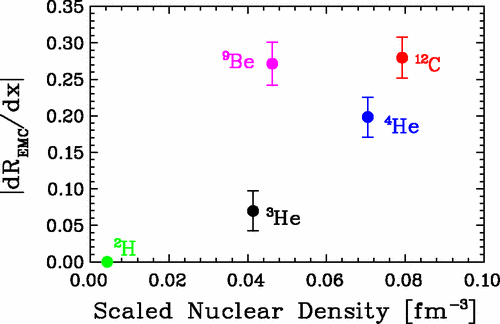 0.35
0.30
0.25
0.20
0.15
0.10
0.05
0.00
|dR_EMC/dx|
⁹Be
¹²C
⁴He
³He
²H
0.00 0.02 0.04 0.06 0.08 0.10
Scaled Nuclear Density [fm⁻³]